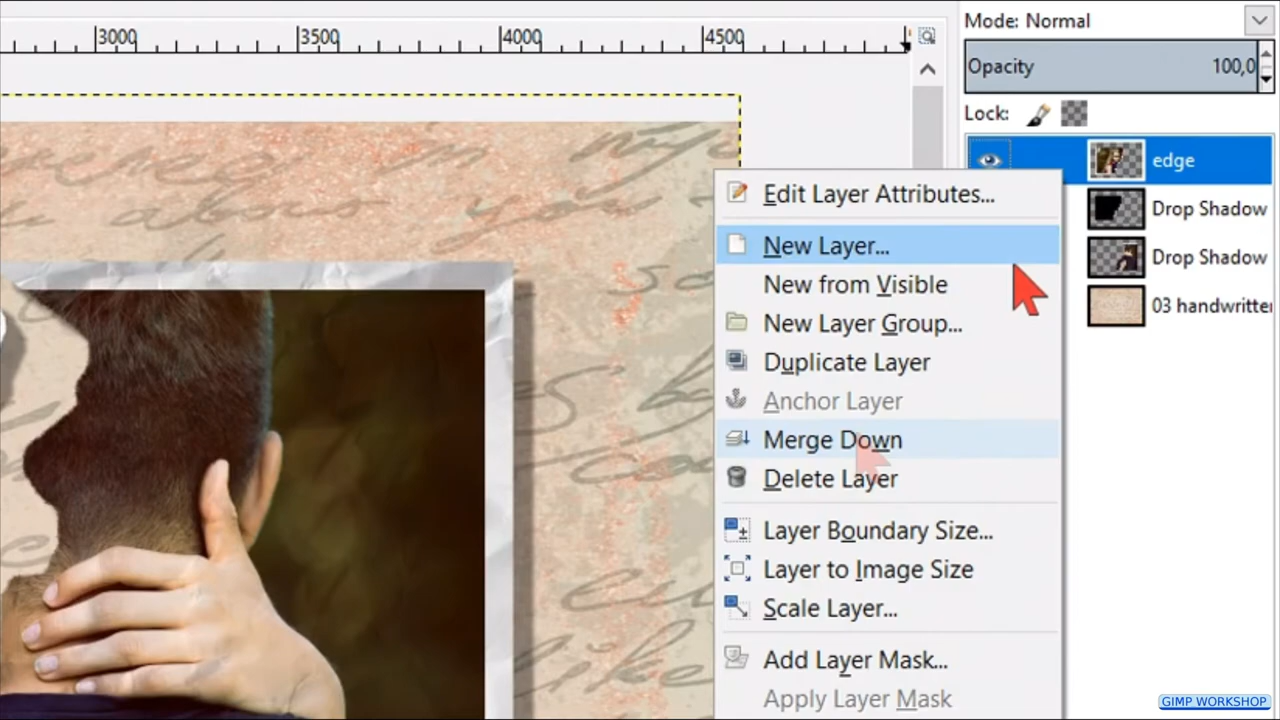 Mode: Normal
3000
3500
4000
4500
Opacity 100,0
Lock:
edge
Drop Shadow
Drop Shadow
03 handwritte
Edit Layer Attributes...
New Layer...
New from Visible
New Layer Group...
Duplicate Layer
Anchor Layer
Merge Down
Delete Layer
Layer Boundary Size...
Layer to Image Size
Scale Layer...
Add Layer Mask...
Apply Layer Mask
GIMP WORKSHOP